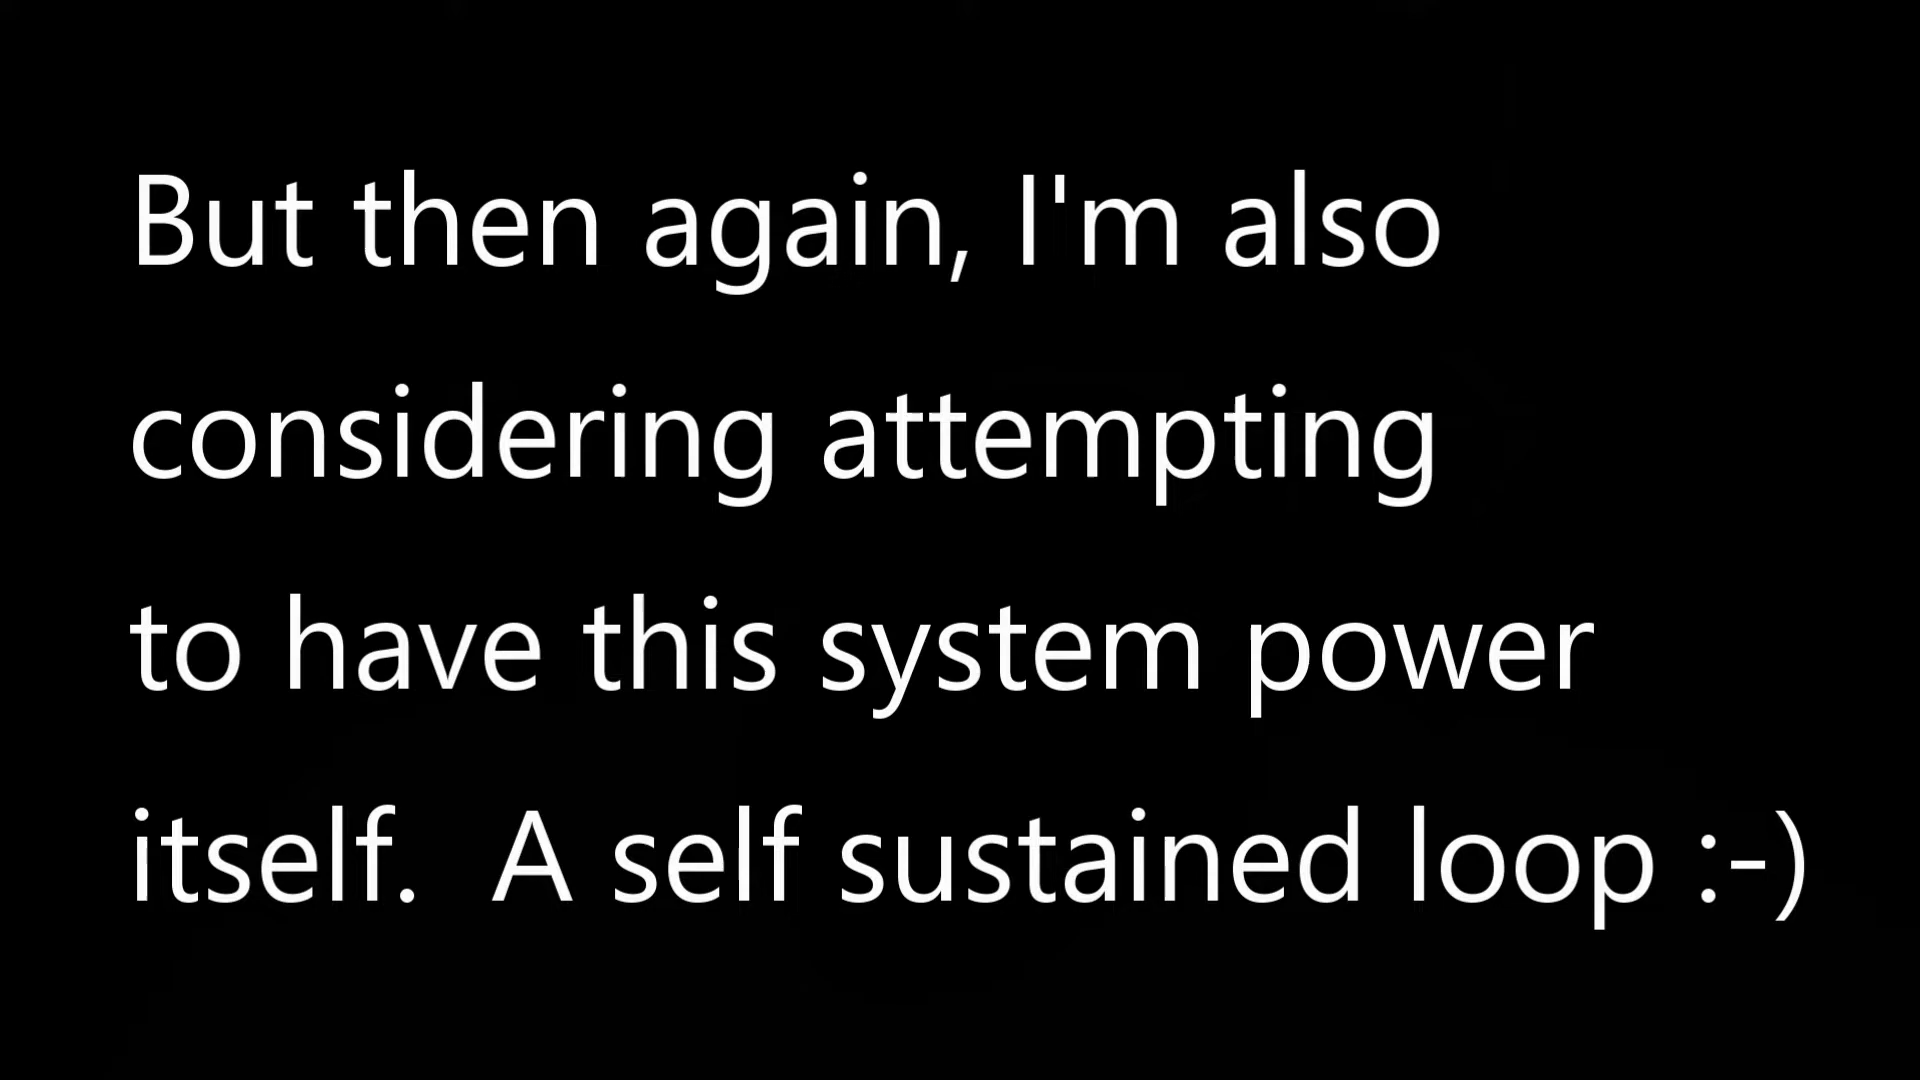 But then again, I'm also
considering attempting
to have this system power
itself.  A self sustained loop :-)